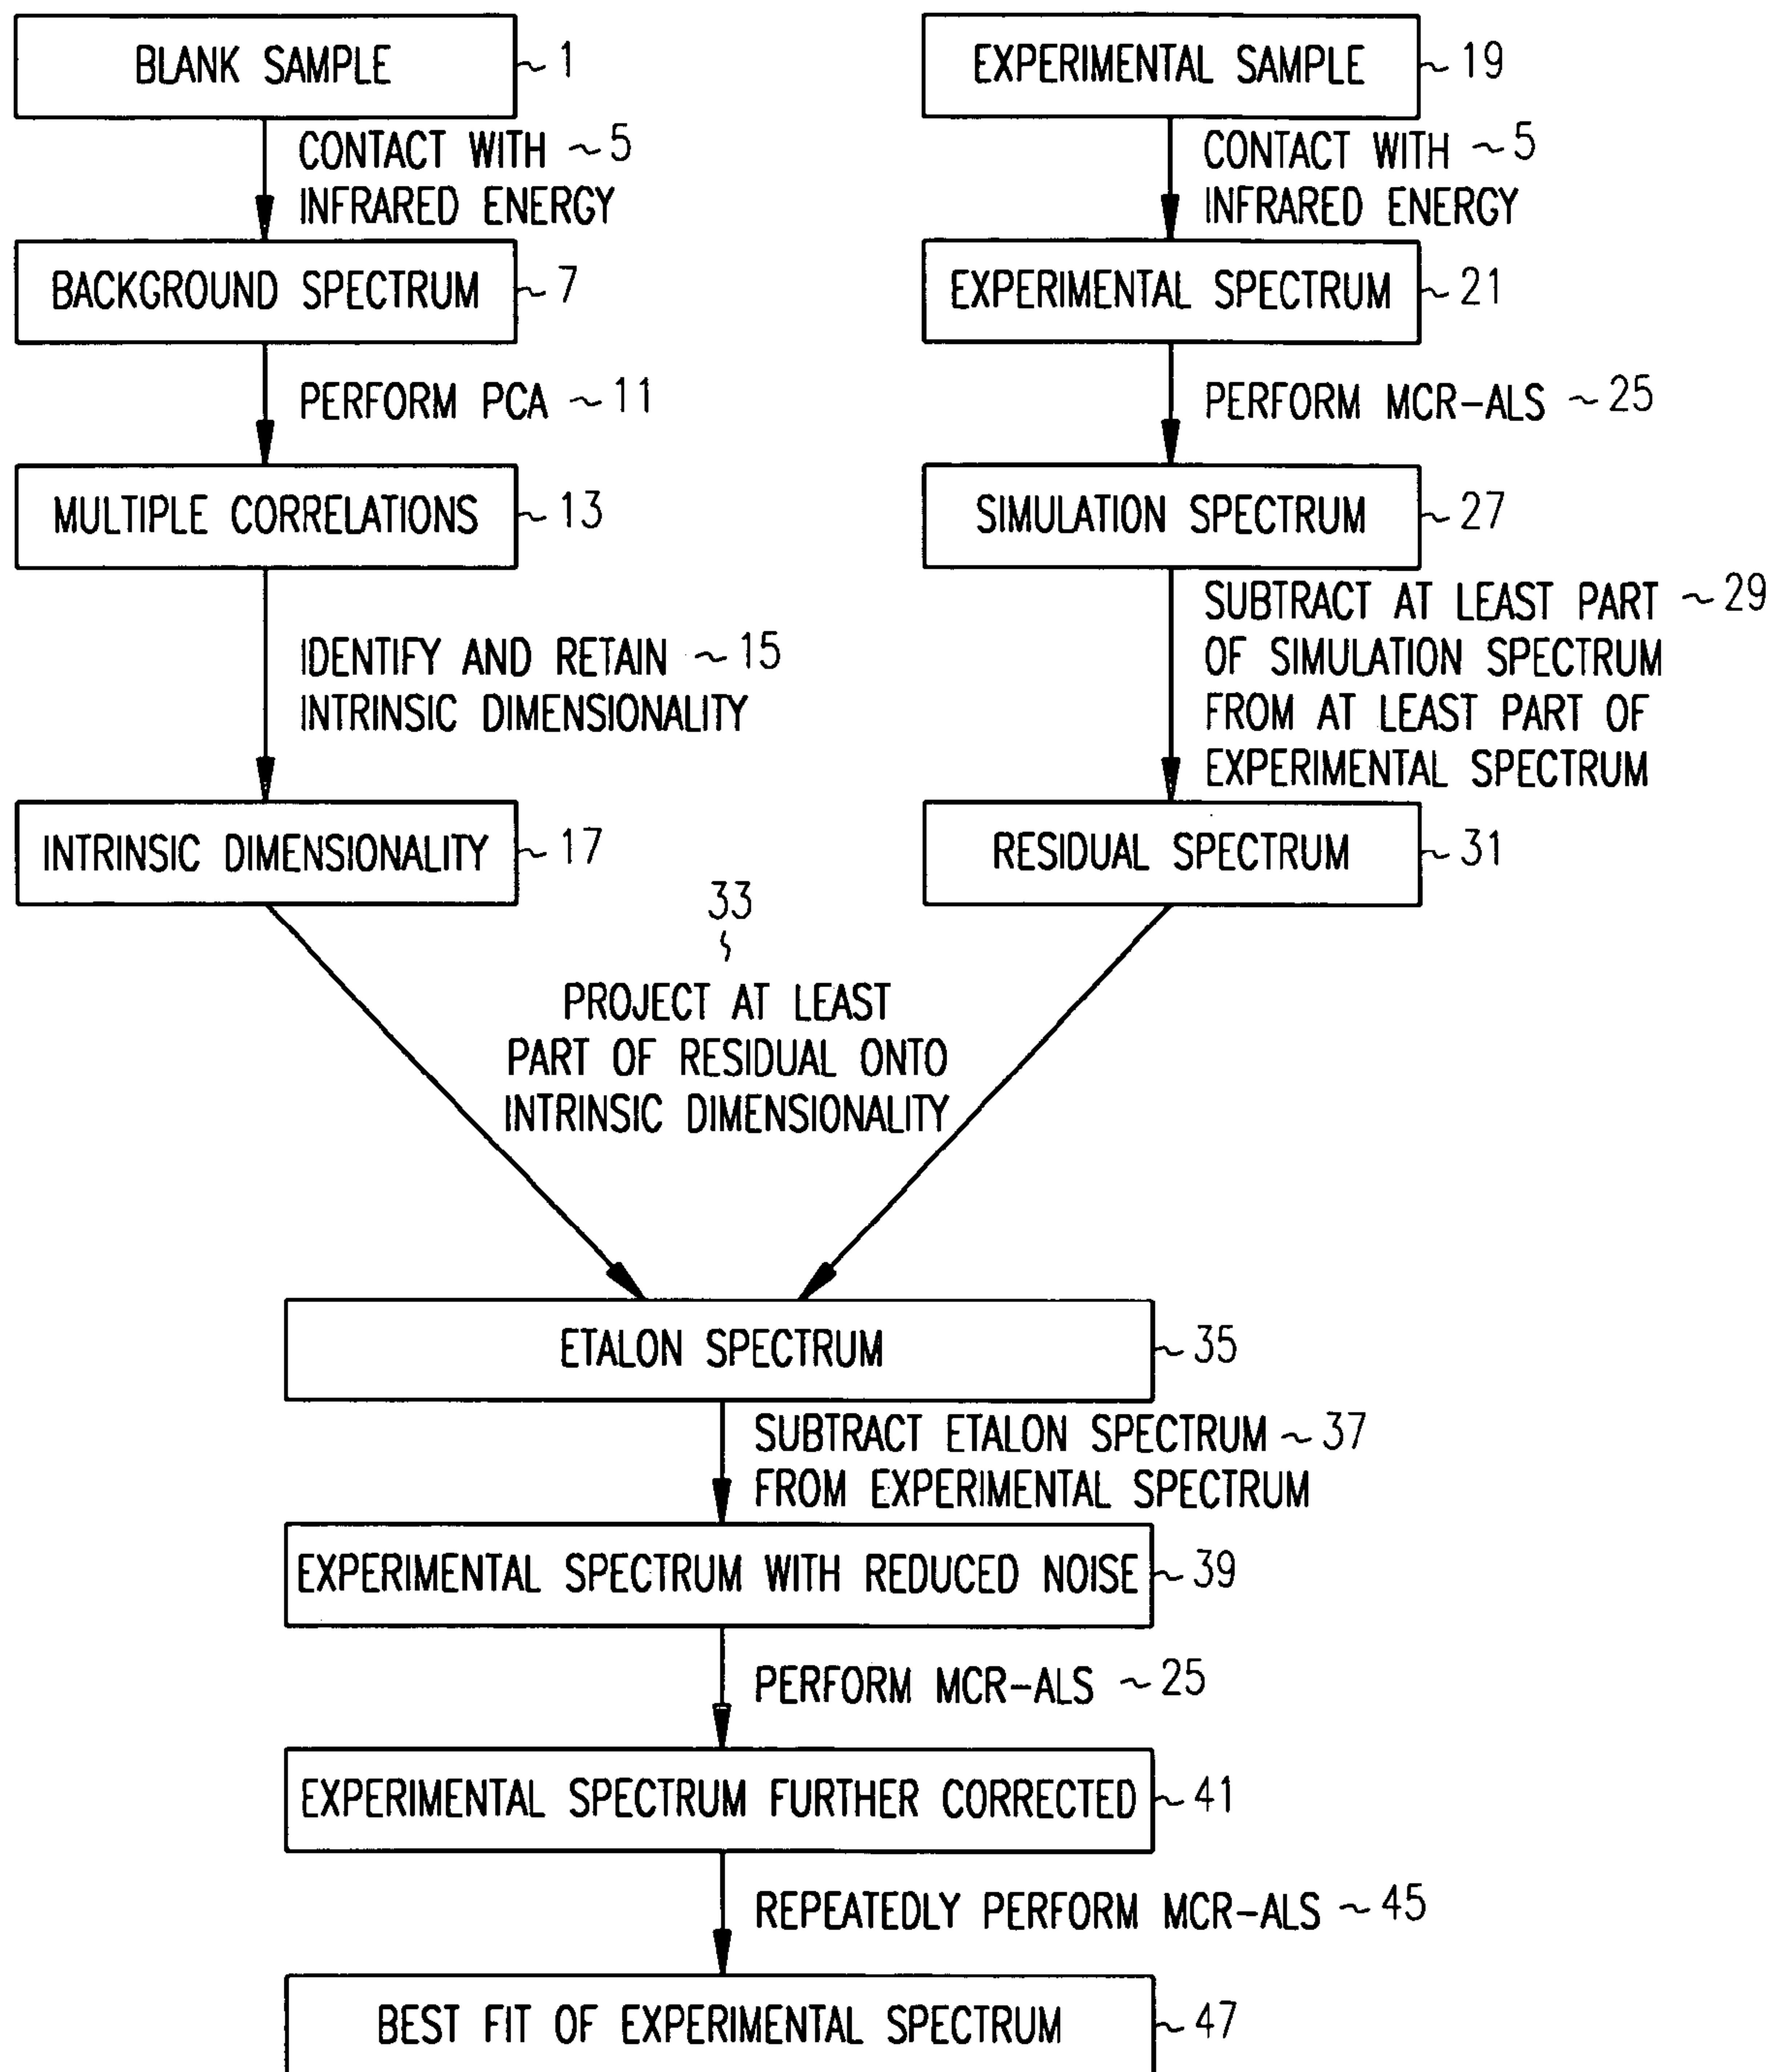 BLANK SAMPLE ~ 1
CONTACT WITH ~ 5
INFRARED ENERGY
BACKGROUND SPECTRUM ~ 7
PERFORM PCA ~ 11
MULTIPLE CORRELATIONS ~ 13
IDENTIFY AND RETAIN ~ 15
INTRINSIC DIMENSIONALITY
INTRINSIC DIMENSIONALITY ~ 17
EXPERIMENTAL SAMPLE ~ 19
CONTACT WITH ~ 5
INFRARED ENERGY
EXPERIMENTAL SPECTRUM ~ 21
PERFORM MCR-ALS ~ 25
SIMULATION SPECTRUM ~ 27
SUBTRACT AT LEAST PART ~ 29
OF SIMULATION SPECTRUM
FROM AT LEAST PART OF
EXPERIMENTAL SPECTRUM
RESIDUAL SPECTRUM ~ 31
33
PROJECT AT LEAST
PART OF RESIDUAL ONTO
INTRINSIC DIMENSIONALITY
ETALON SPECTRUM ~ 35
SUBTRACT ETALON SPECTRUM ~ 37
FROM EXPERIMENTAL SPECTRUM
EXPERIMENTAL SPECTRUM WITH REDUCED NOISE ~ 39
PERFORM MCR-ALS ~ 25
EXPERIMENTAL SPECTRUM FURTHER CORRECTED ~ 41
REPEATEDLY PERFORM MCR-ALS ~ 45
BEST FIT OF EXPERIMENTAL SPECTRUM ~ 47